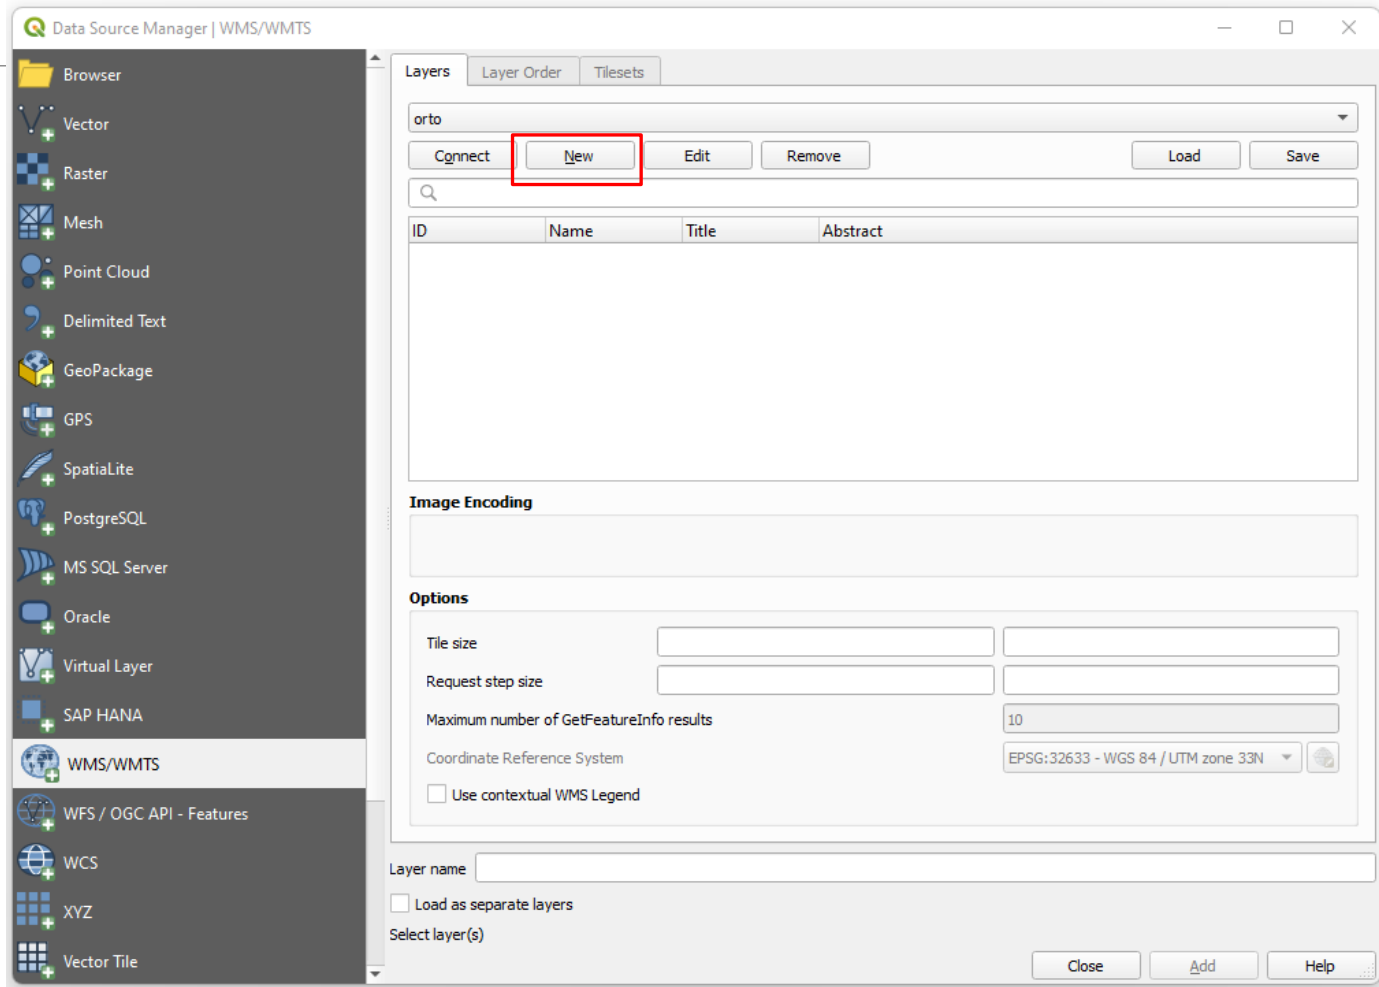 Data Source Manager | WMS/WMTS
Browser
Vector
Raster
Mesh
Point Cloud
Delimited Text
GeoPackage
GPS
SpatiaLite
PostgreSQL
MS SQL Server
Oracle
Virtual Layer
SAP HANA
WMS/WMTS
WFS / OGC API - Features
WCS
XYZ
Vector Tile
Layers Layer Order Tilesets
orto
Connect New Edit Remove Load Save
ID Name Title Abstract
Image Encoding
Options
Tile size
Request step size
Maximum number of GetFeatureInfo results 10
Coordinate Reference System EPSG:32633 - WGS 84 / UTM zone 33N
Use contextual WMS Legend
Layer name
Load as separate layers
Select layer(s)
Close Add Help